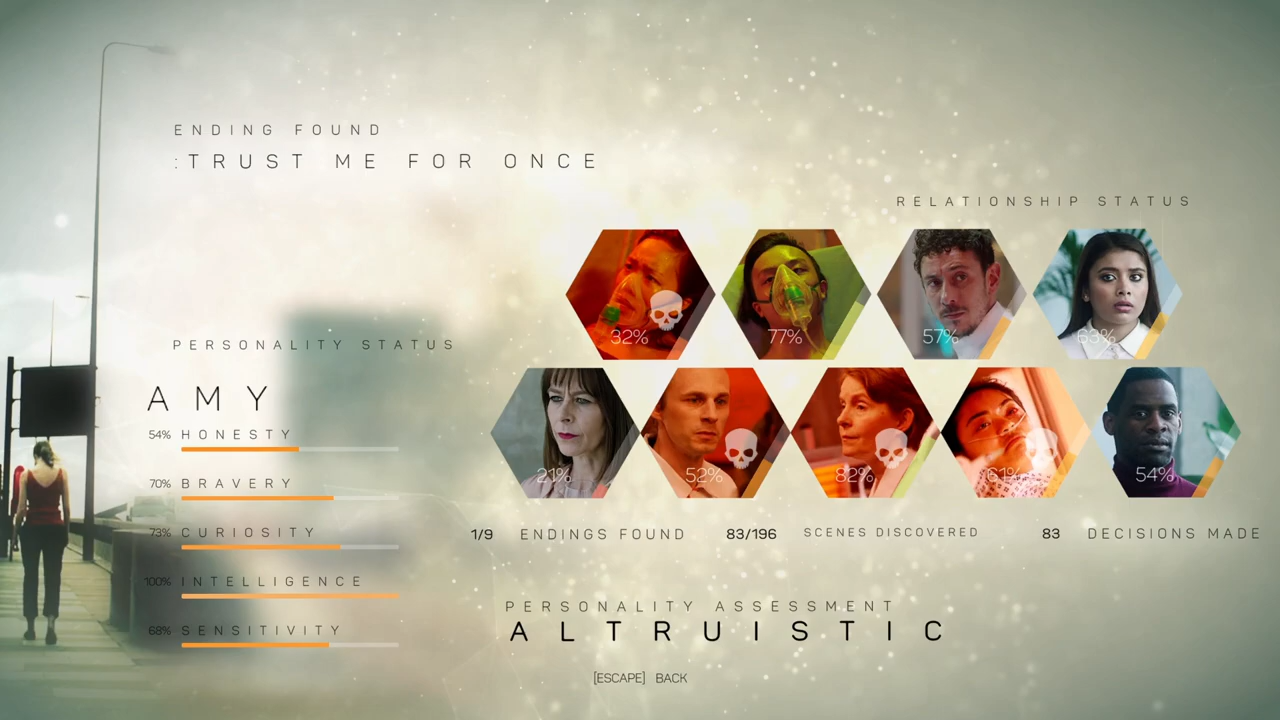 ENDING FOUND
:TRUST ME FOR ONCE
RELATIONSHIP STATUS
32%
77%
57%
63%
PERSONALITY STATUS
AMY
54% HONESTY
70% BRAVERY
73% CURIOSITY
100% INTELLIGENCE
68% SENSITIVITY
21%
52%
82%
61%
54%
1/9 ENDINGS FOUND
83/196 SCENES DISCOVERED
83 DECISIONS MADE
PERSONALITY ASSESSMENT
ALTRUISTIC
[ESCAPE] BACK